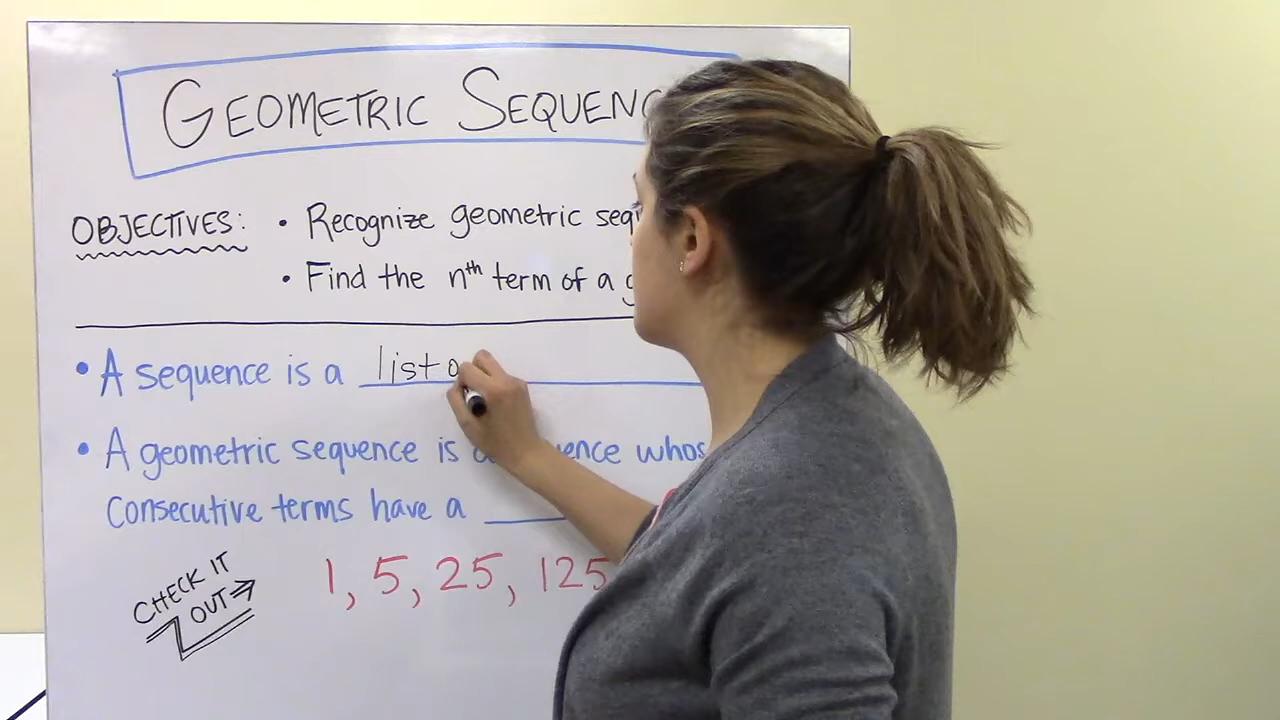 GEOMETRIC SEQUENC
OBJECTIVES: • Recognize geometric seq
• Find the nth term of a g
• A sequence is a list o
• A geometric sequence is a whos
consecutive terms have a
CHECK IT
OUT
1, 5, 25, 125